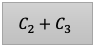 C₂ + C₃